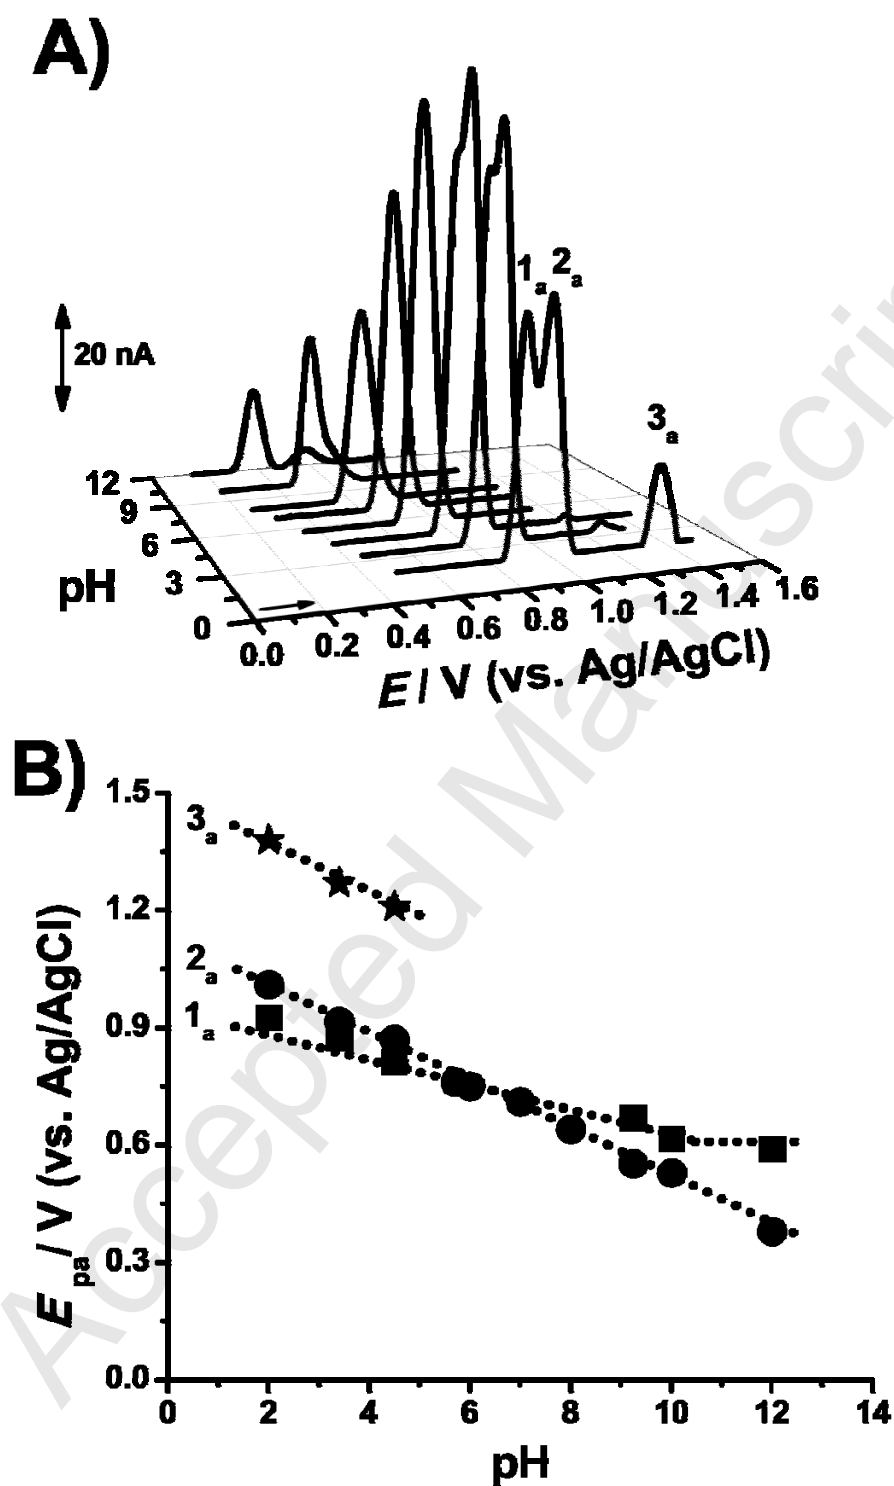 A)
1a 2a
20 nA
3a
12
9
6
3
0
pH
0.0 0.2 0.4 0.6 0.8 1.0 1.2 1.4 1.6
E / V (vs. Ag/AgCl)
B)
1.5
1.2
0.9
0.6
0.3
0.0
3a
2a
1a
E pa / V (vs. Ag/AgCl)
0 2 4 6 8 10 12 14
pH
Accepted Manuscrip